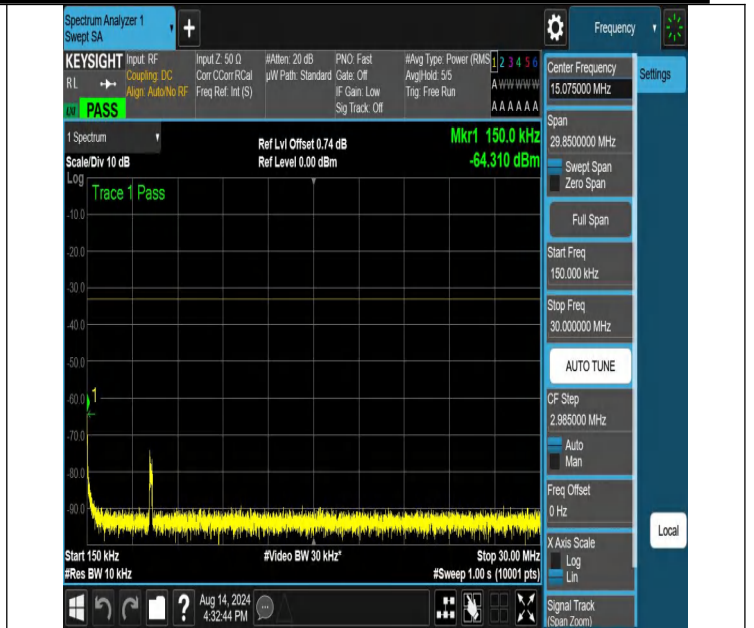 Spectrum Analyzer 1
Swept SA
+
Frequency
KEYSIGHT
RL
PASS
Input: RF
Coupling: DC
Align: Auto/No RF
Input Z: 50 Ω
Corr CCorr RCal
Freq Ref: Int (S)
#Atten: 20 dB
µW Path: Standard
PNO: Fast
Gate: Off
IF Gain: Low
Sig Track: Off
#Avg Type: Power (RMS
Avg|Hold: 5/5
Trig: Free Run
1 2 3 4 5 6
A W W W W W
A A A A A A
1 Spectrum
Scale/Div 10 dB
Ref Lvl Offset 0.74 dB
Ref Level 0.00 dBm
Mkr1 150.0 kHz
-64.310 dBm
Log
Trace 1 Pass
-10.0
-20.0
-30.0
-40.0
-50.0
-60.0
1
-70.0
-80.0
-90.0
Start 150 kHz
#Video BW 30 kHz*
Stop 30.00 MHz
#Res BW 10 kHz
#Sweep 1.00 s (10001 pts)
?
Aug 14, 2024
4:32:44 PM
Center Frequency
15.075000 MHz
Settings
Span
29.8500000 MHz
Swept Span
Zero Span
Full Span
Start Freq
150.000 kHz
Stop Freq
30.000000 MHz
AUTO TUNE
CF Step
2.985000 MHz
Auto
Man
Freq Offset
0 Hz
X Axis Scale
Log
Lin
Local
Signal Track
(Span Zoom)